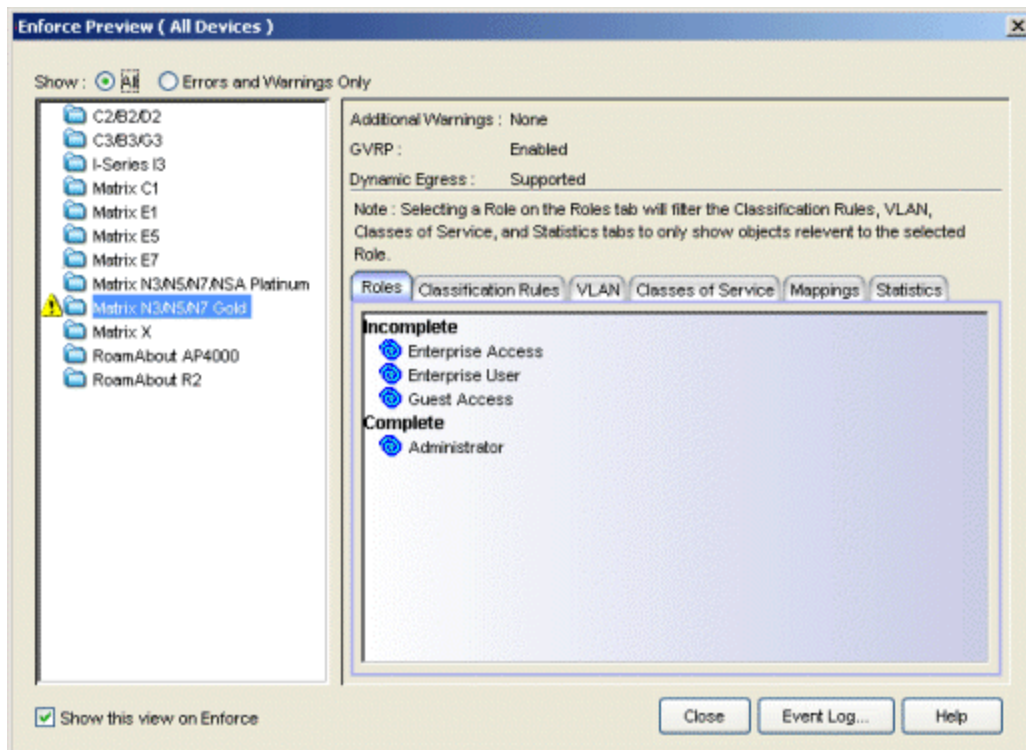 Enforce Preview ( All Devices )
Show : All Errors and Warnings Only
C2/B2/D2
C3/B3/G3
I-Series I3
Matrix C1
Matrix E1
Matrix E5
Matrix E7
Matrix N3/N5/N7/NSA Platinum
Matrix N3/N5/N7 Gold
Matrix X
RoamAbout AP4000
RoamAbout R2
Additional Warnings : None
GVRP : Enabled
Dynamic Egress : Supported
Note : Selecting a Role on the Roles tab will filter the Classification Rules, VLAN,
Classes of Service, and Statistics tabs to only show objects relevent to the selected
Role.
Roles Classification Rules VLAN Classes of Service Mappings Statistics
Incomplete
Enterprise Access
Enterprise User
Guest Access
Complete
Administrator
Show this view on Enforce
Close Event Log... Help